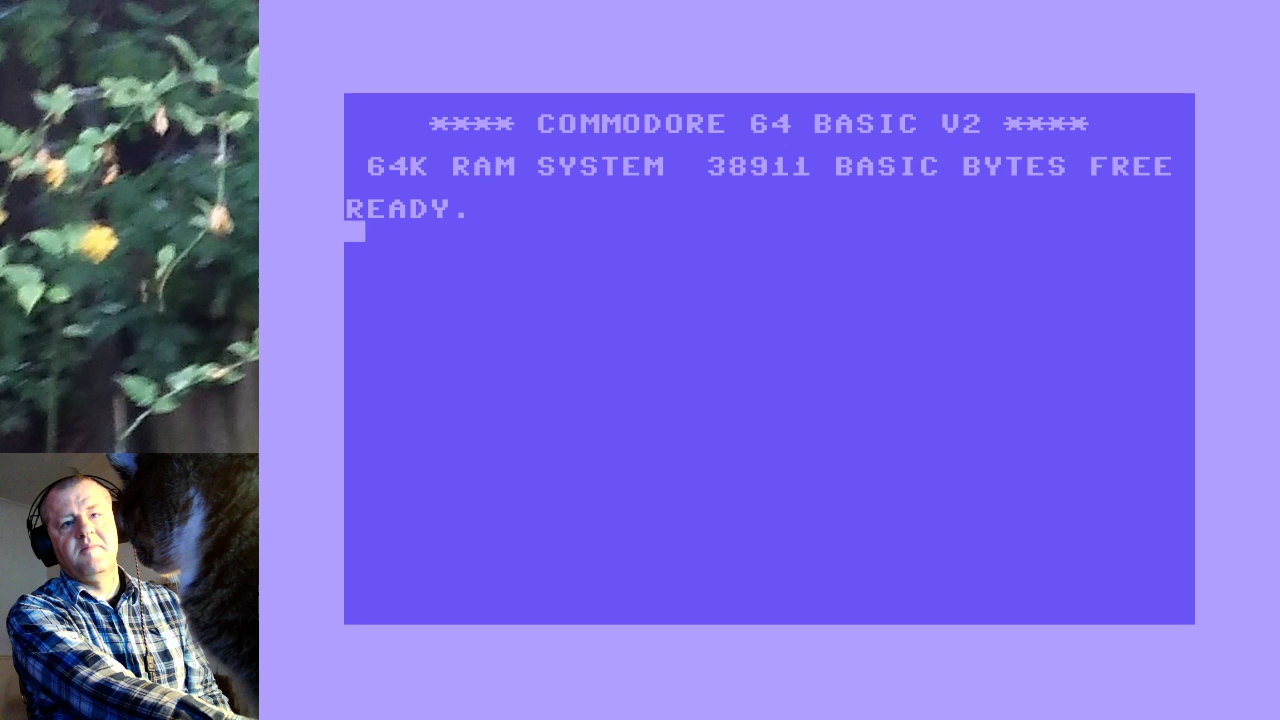 **** COMMODORE 64 BASIC V2 ****
64K RAM SYSTEM  38911 BASIC BYTES FREE
READY.